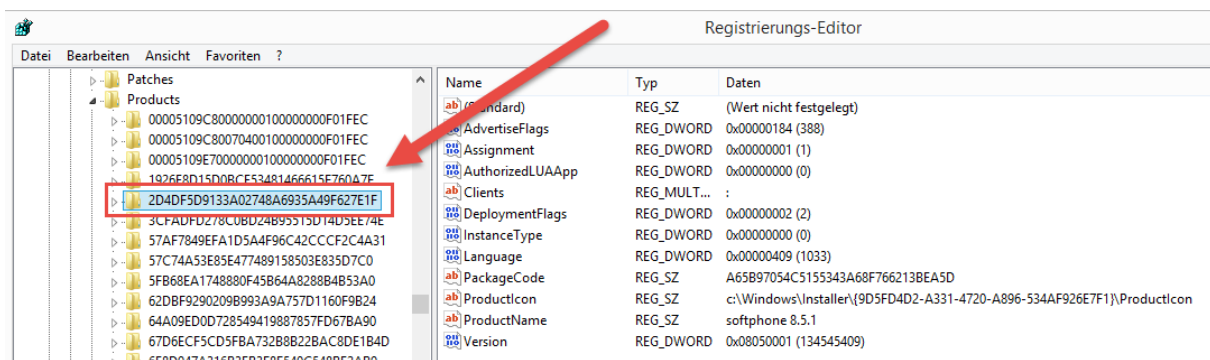 Registrierungs-Editor
Datei Bearbeiten Ansicht Favoriten ?
Patches
Products
00005109C80000000100000000F01FEC
00005109C80070400100000000F01FEC
00005109E70000000100000000F01FEC
2D4DF5D9133A02748A6935A49F627E1F
3CFADFD278C0BD24B95515D14D5EE74E
57AF7849EFA1D5A4F96C42CCCF2C4A31
57C74A53E85E477489158503E835D7C0
5FB68EA1748880F45B64A8288B4B53A0
62DBF9290209B993A9A757D1160F9B24
64A09ED0D728549419887857FD67BA90
67D6ECF5CD5FBA732B8B22BAC8DE1B4D
Name Typ Daten
(Standard) REG_SZ (Wert nicht festgelegt)
AdvertiseFlags REG_DWORD 0x00000184 (388)
Assignment REG_DWORD 0x00000001 (1)
AuthorizedLUAApp REG_DWORD 0x00000000 (0)
Clients REG_MULT... :
DeploymentFlags REG_DWORD 0x00000002 (2)
InstanceType REG_DWORD 0x00000000 (0)
Language REG_DWORD 0x00000409 (1033)
PackageCode REG_SZ A65B97054C5155343A68F766213BEA5D
ProductIcon REG_SZ c:\Windows\Installer\{9D5FD4D2-A331-4720-A896-534AF926E7F1}\ProductIcon
ProductName REG_SZ softphone 8.5.1
Version REG_DWORD 0x08050001 (134545409)